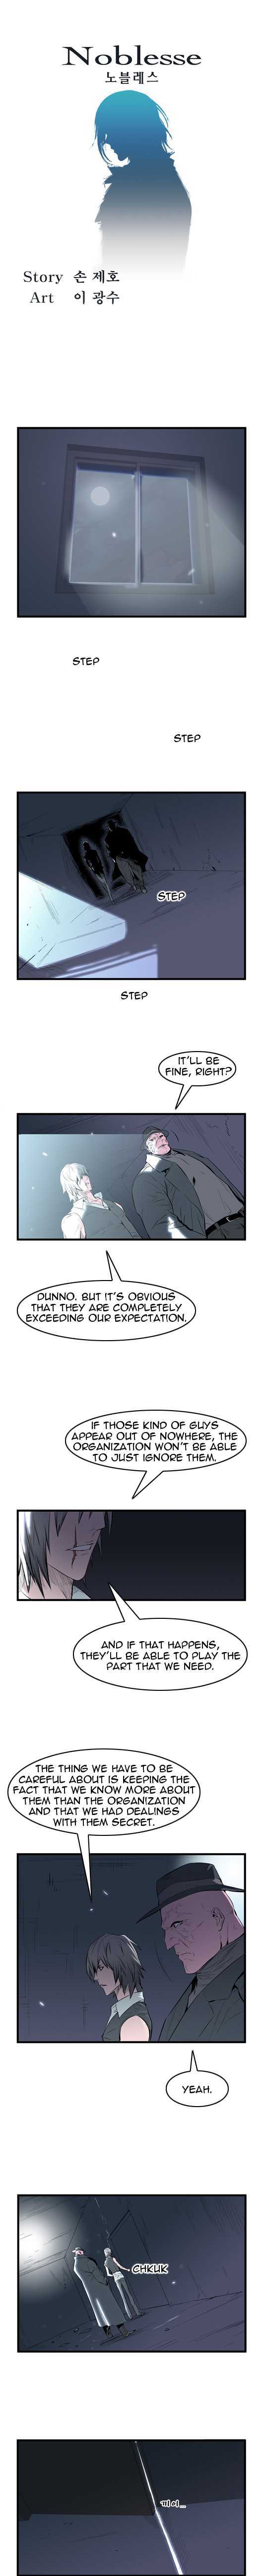 Noblesse
노블레스
Story 손 제호
Art 이 광수
STEP
STEP
STEP
STEP
IT'LL BE
FINE, RIGHT?
DUNNO. BUT IT'S OBVIOUS
THAT THEY ARE COMPLETELY
EXCEEDING OUR EXPECTATION.
IF THOSE KIND OF GUYS
APPEAR OUT OF NOWHERE, THE
ORGANIZATION WON'T BE ABLE
TO JUST IGNORE THEM.
AND IF THAT HAPPENS,
THEY'LL BE ABLE TO PLAY THE
PART THAT WE NEED.
THE THING WE HAVE TO BE
CAREFUL ABOUT IS KEEPING THE
FACT THAT WE KNOW MORE ABOUT
THEM THAN THE ORGANIZATION
AND THAT WE HAD DEALINGS
WITH THEM SECRET.
YEAH.
CHKUK